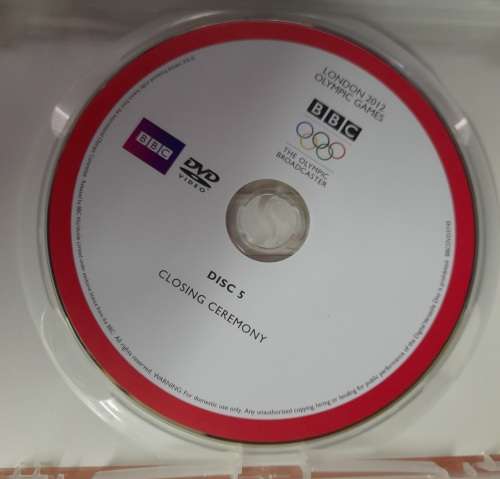 LONDON 2012
OLYMPIC GAMES
BBC
THE OLYMPIC
BROADCASTER
BBC
DVD
VIDEO
DISC 5
CLOSING CEREMONY
All rights reserved. WARNING: For domestic use only. Any unauthorised copying, hiring or lending for public performance of the Digital Versatile Disc is prohibited.